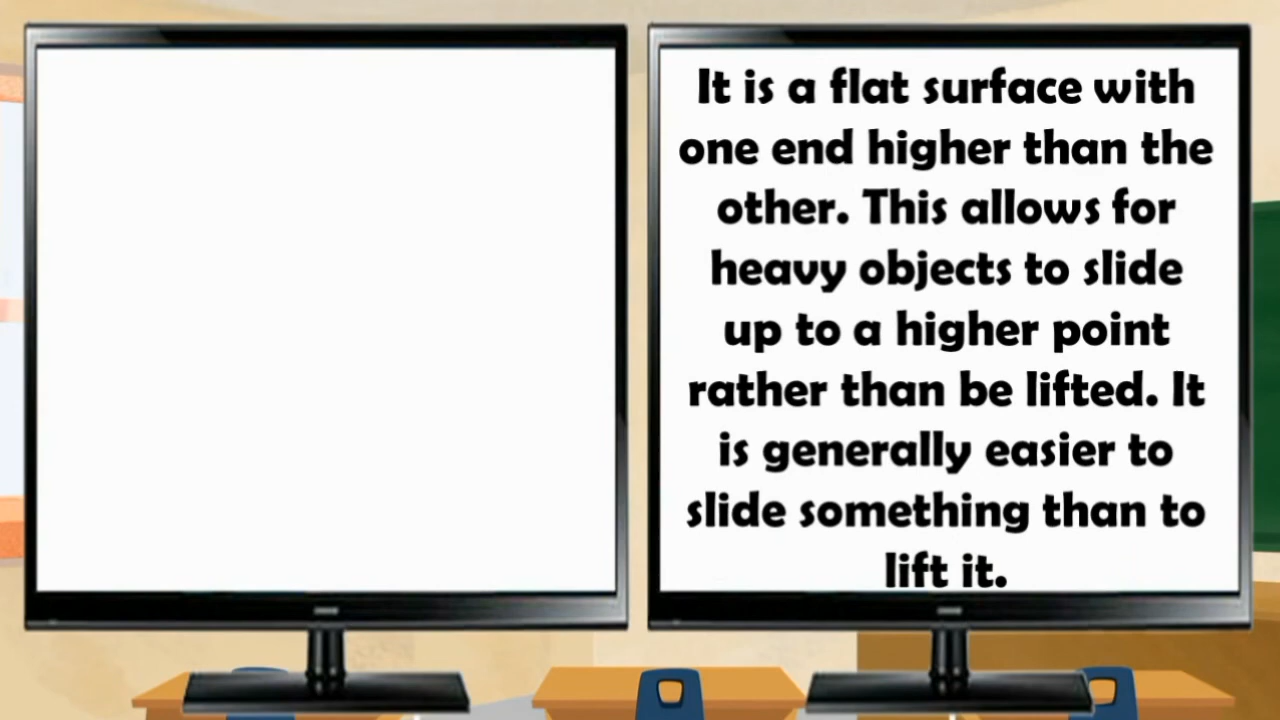 It is a flat surface with
one end higher than the
other. This allows for
heavy objects to slide
up to a higher point
rather than be lifted. It
is generally easier to
slide something than to
lift it.